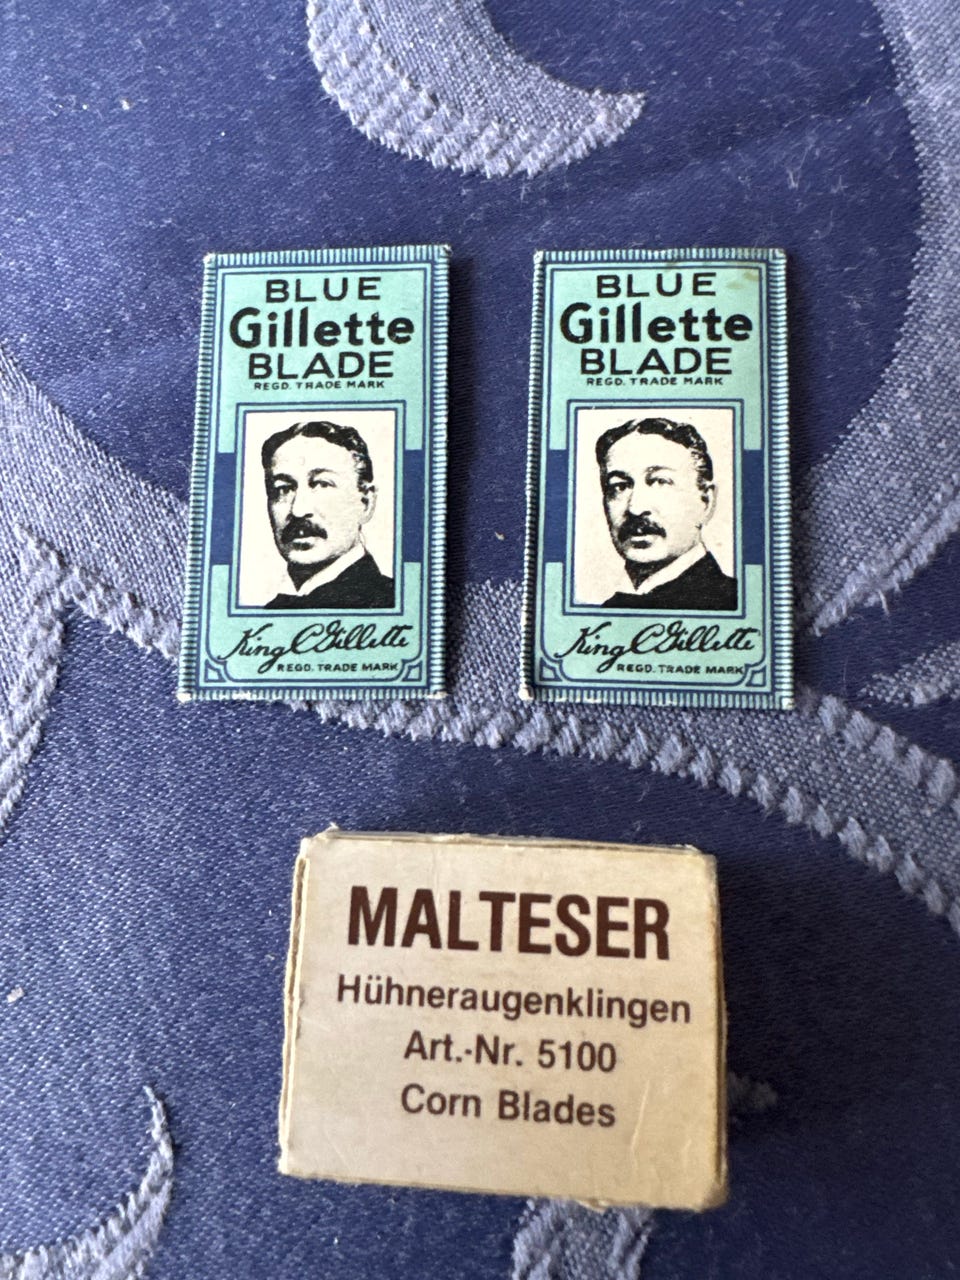 BLUE
Gillette
BLADE
REGD. TRADE MARK
King C Gillette
REGD. TRADE MARK
BLUE
Gillette
BLADE
REGD. TRADE MARK
King C Gillette
REGD. TRADE MARK
MALTESER
Hühneraugenklingen
Art.-Nr. 5100
Corn Blades